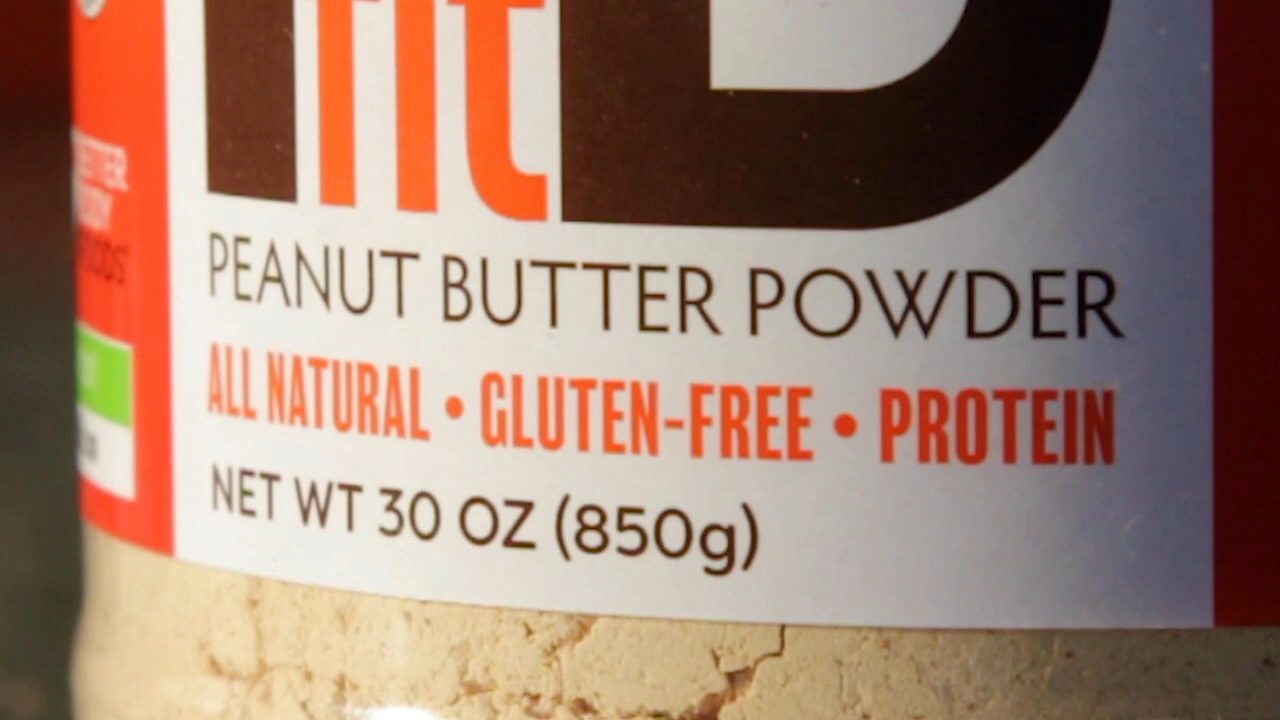 fit
PEANUT BUTTER POWDER
ALL NATURAL • GLUTEN-FREE • PROTEIN
NET WT 30 OZ (850g)